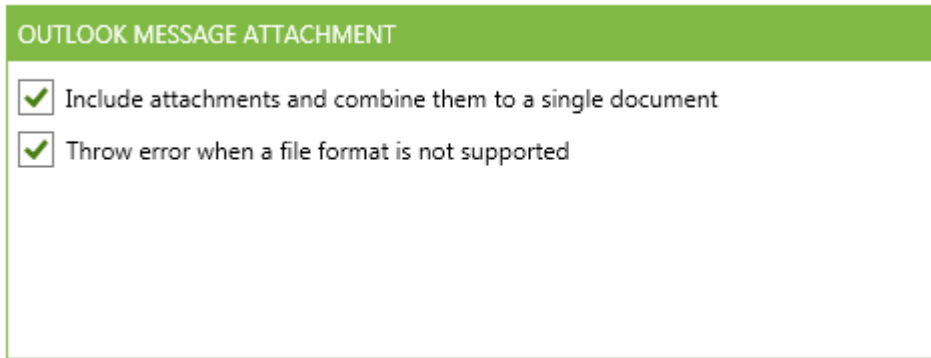 OUTLOOK MESSAGE ATTACHMENT
Include attachments and combine them to a single document
Throw error when a file format is not supported